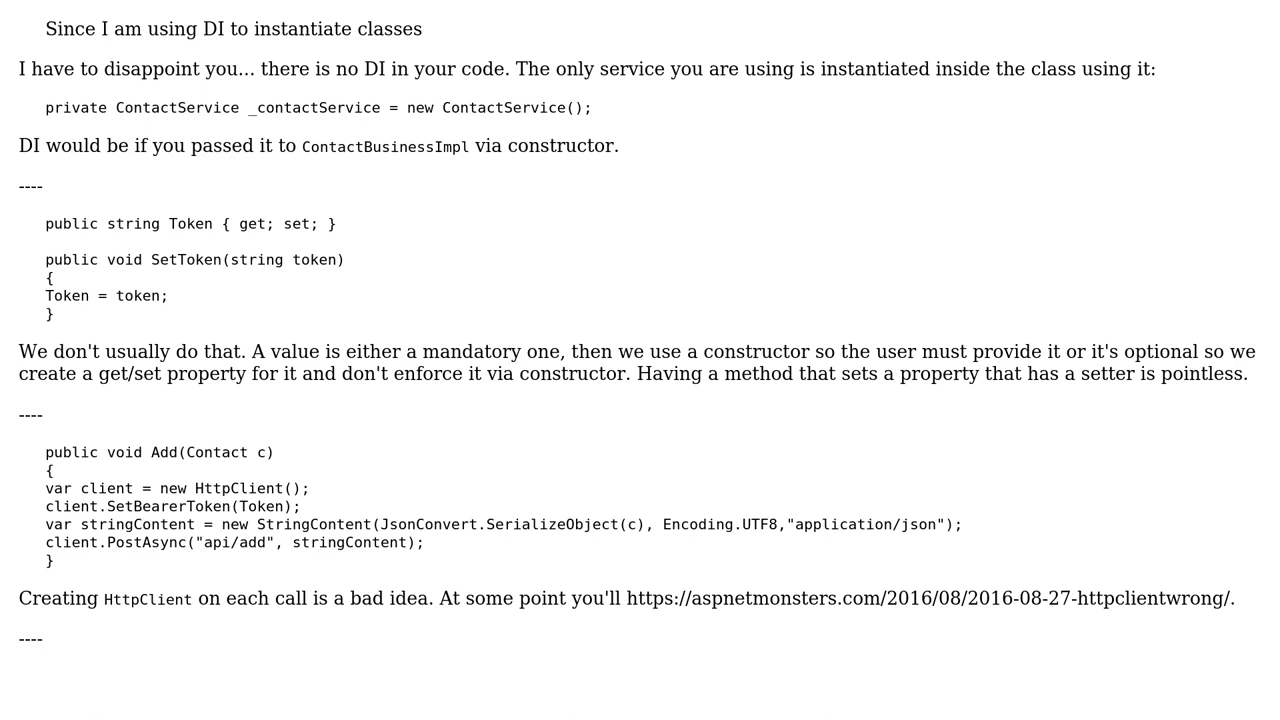 Since I am using DI to instantiate classes
I have to disappoint you... there is no DI in your code. The only service you are using is instantiated inside the class using it:
private ContactService _contactService = new ContactService();
DI would be if you passed it to ContactBusinessImpl via constructor.
----
public string Token { get; set; }
public void SetToken(string token)
{
Token = token;
}
We don't usually do that. A value is either a mandatory one, then we use a constructor so the user must provide it or it's optional so we
create a get/set property for it and don't enforce it via constructor. Having a method that sets a property that has a setter is pointless.
----
public void Add(Contact c)
{
var client = new HttpClient();
client.SetBearerToken(Token);
var stringContent = new StringContent(JsonConvert.SerializeObject(c), Encoding.UTF8,"application/json");
client.PostAsync("api/add", stringContent);
}
Creating HttpClient on each call is a bad idea. At some point you'll https://aspnetmonsters.com/2016/08/2016-08-27-httpclientwrong/.
----